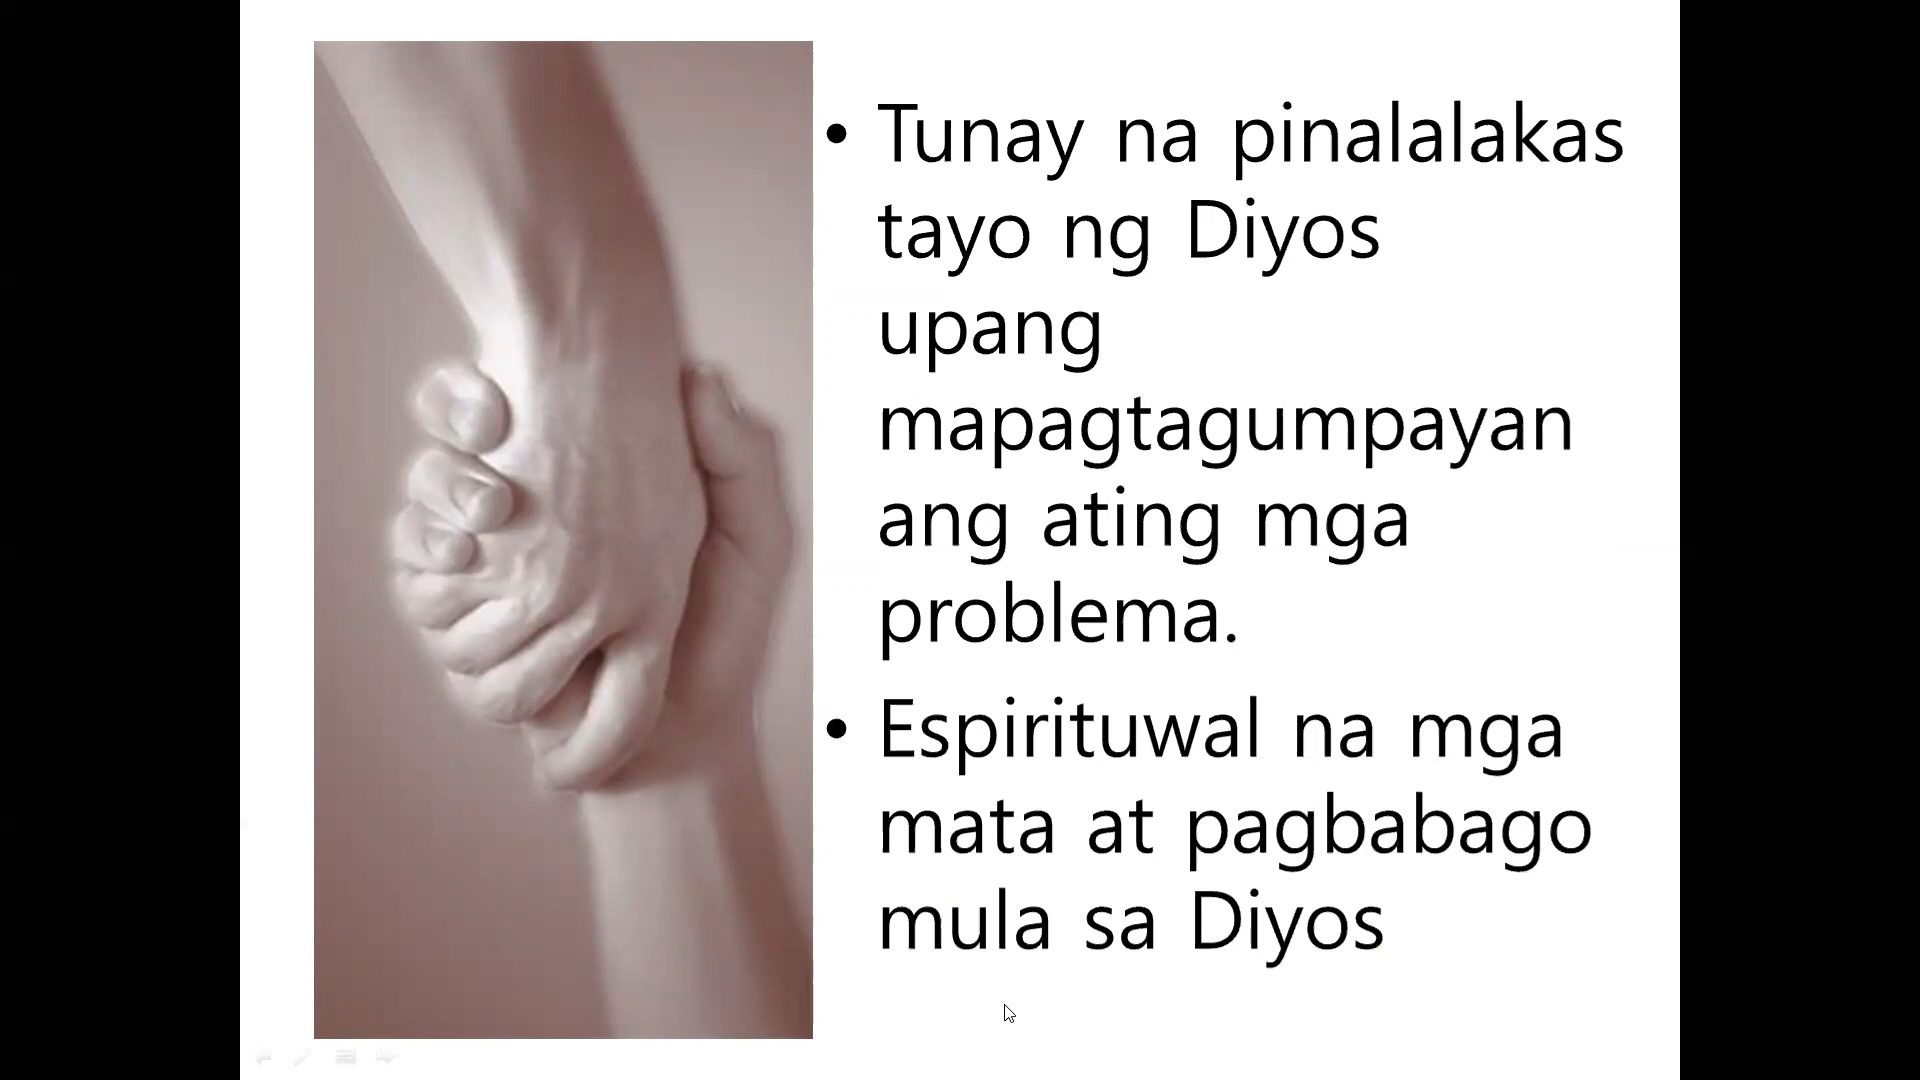 • Tunay na pinalalakas
tayo ng Diyos
upang
mapagtagumpayan
ang ating mga
problema.
• Espirituwal na mga
mata at pagbabago
mula sa Diyos